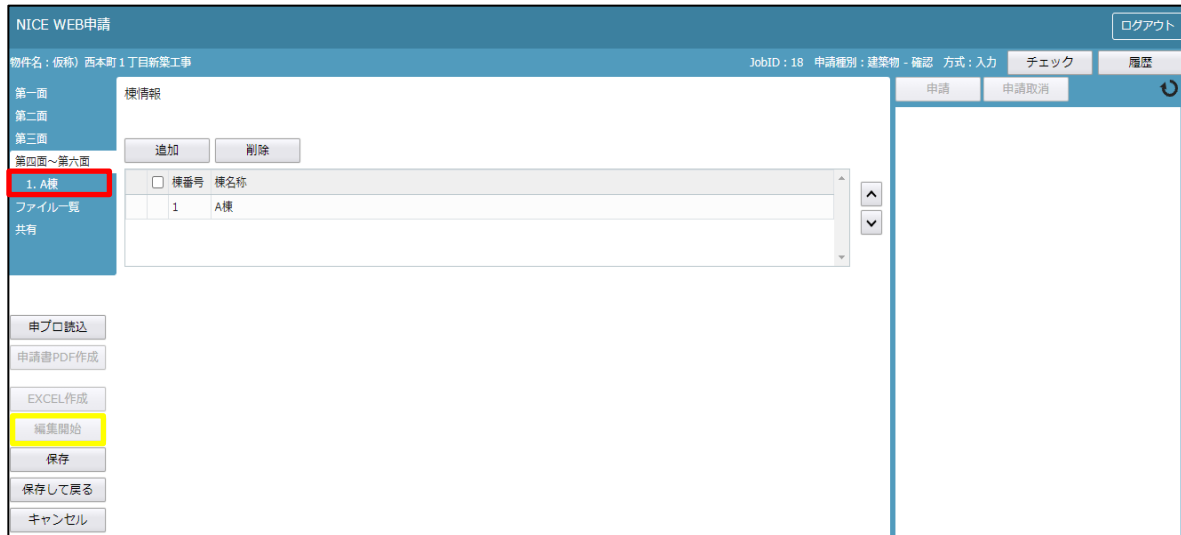 NICE WEB申請
ログアウト
物件名：仮称）西本町１丁目新築工事
JobID：18 申請種別：建築物 - 確認 方式：入力
チェック
履歴
第一面
第二面
第三面
第四面～第六面
1. A棟
ファイル一覧
共有
棟情報
追加
削除
棟番号 棟名称
1 A棟
申請
申請取消
申プロ読込
申請書PDF作成
EXCEL作成
編集開始
保存
保存して戻る
キャンセル